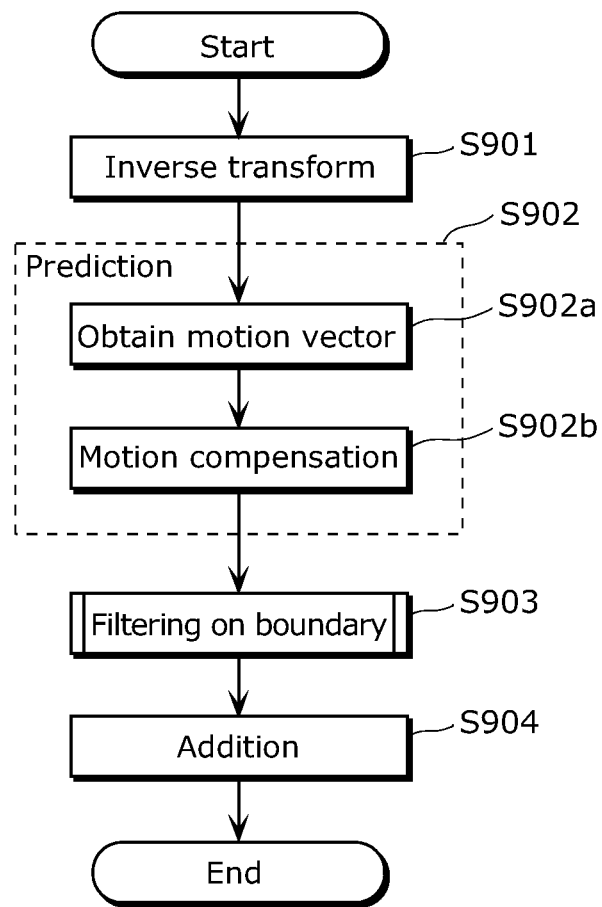 Start
Inverse transform
S901
S902
Prediction
Obtain motion vector
S902a
Motion compensation
S902b
Filtering on boundary
S903
Addition
S904
End